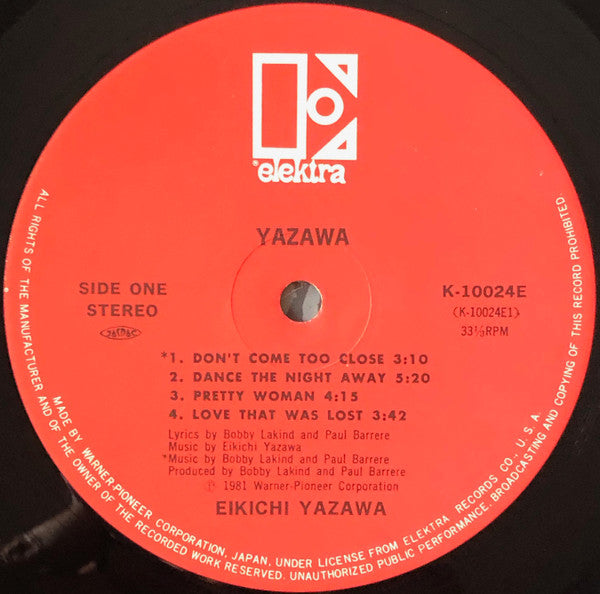 elektra
YAZAWA
SIDE ONE
STEREO
K-10024E
(K-10024E1)
33⅓RPM
*1. DON'T COME TOO CLOSE 3:10
2. DANCE THE NIGHT AWAY 5:20
3. PRETTY WOMAN 4:15
4. LOVE THAT WAS LOST 3:42
Lyrics by Bobby Lakind and Paul Barrere
Music by Eikichi Yazawa
*Music by Bobby Lakind and Paul Barrere
Produced by Bobby Lakind and Paul Barrere
Ⓟ 1981 Warner-Pioneer Corporation
EIKICHI YAZAWA
ALL RIGHTS OF THE MANUFACTURER AND OF THE OWNER OF THE RECORDED WORK RESERVED. UNAUTHORIZED PUBLIC PERFORMANCE, BROADCASTING AND COPYING OF THIS RECORD PROHIBITED.
MADE BY WARNER-PIONEER CORPORATION, JAPAN, UNDER LICENSE FROM ELEKTRA RECORDS CO., U.S.A.